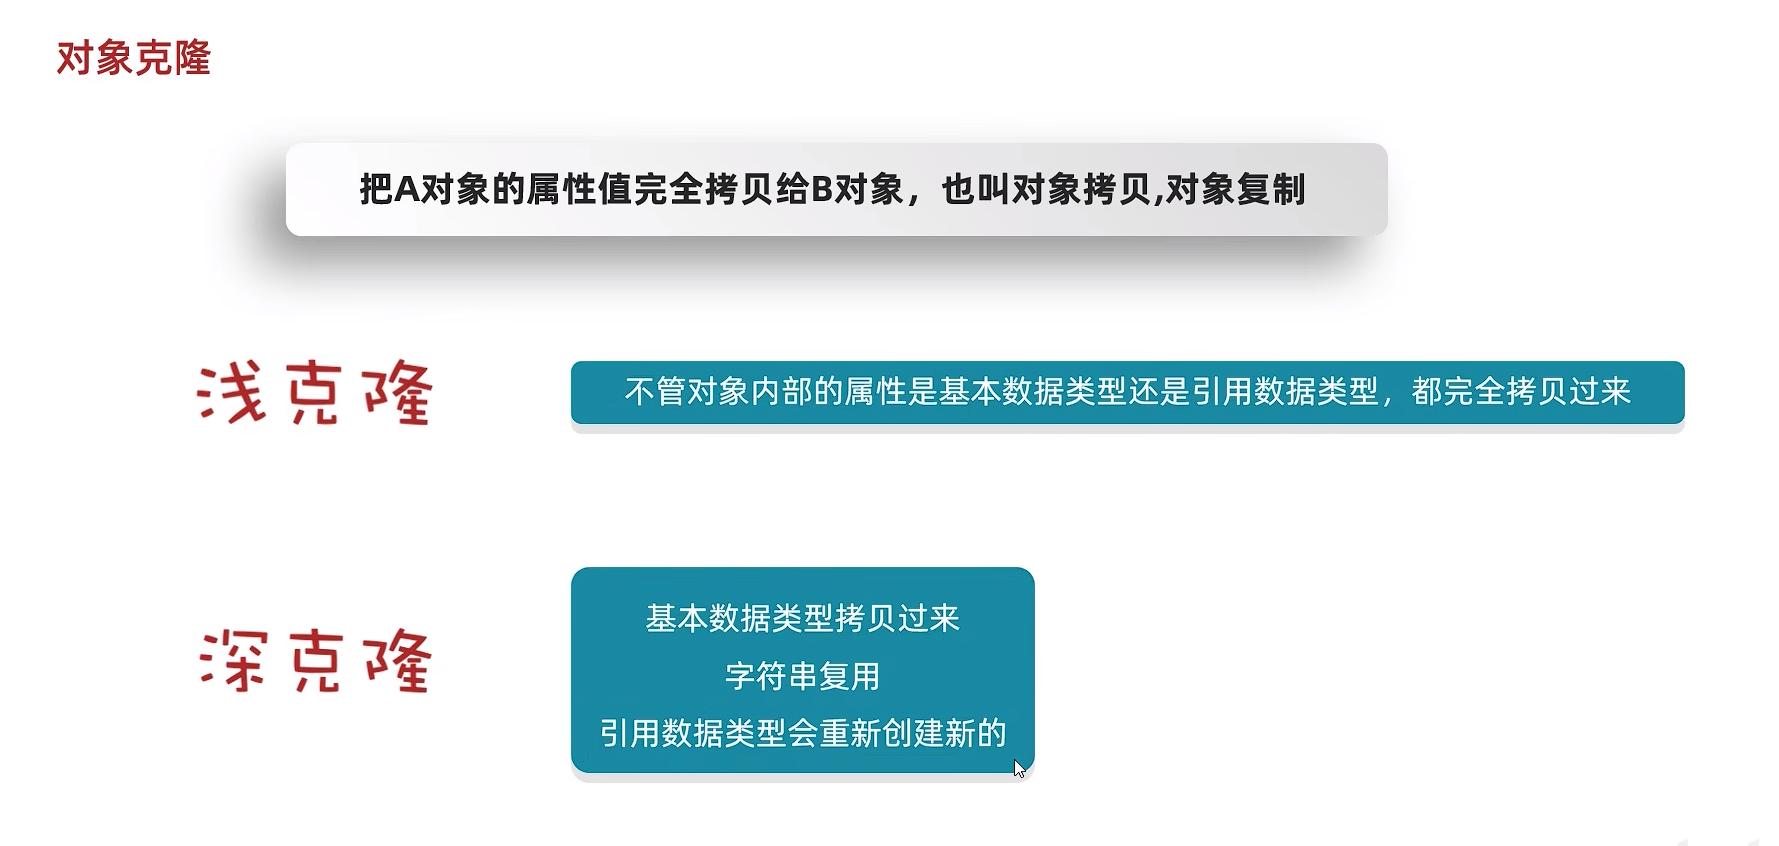 对象克隆
把A对象的属性值完全拷贝给B对象，也叫对象拷贝,对象复制
浅克隆
不管对象内部的属性是基本数据类型还是引用数据类型，都完全拷贝过来
深克隆
基本数据类型拷贝过来
字符串复用
引用数据类型会重新创建新的